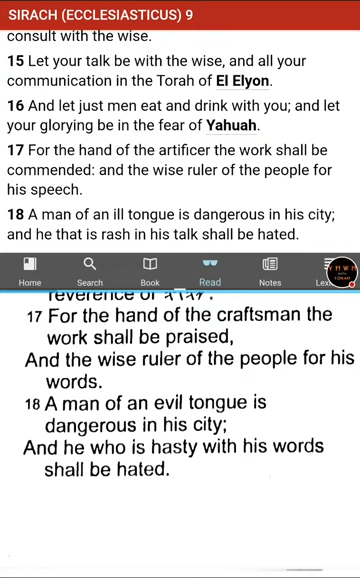 SIRACH (ECCLESIASTICUS) 9
consult with the wise.
15 Let your talk be with the wise, and all your
communication in the Torah of El Elyon.
16 And let just men eat and drink with you; and let
your glorying be in the fear of Yahuah.
17 For the hand of the artificer the work shall be
commended: and the wise ruler of the people for
his speech.
18 A man of an ill tongue is dangerous in his city;
and he that is rash in his talk shall be hated.
Home Search Book Read Notes Lex
reverence of
17 For the hand of the craftsman the
work shall be praised,
And the wise ruler of the people for his
words.
18 A man of an evil tongue is
dangerous in his city;
And he who is hasty with his words
shall be hated.